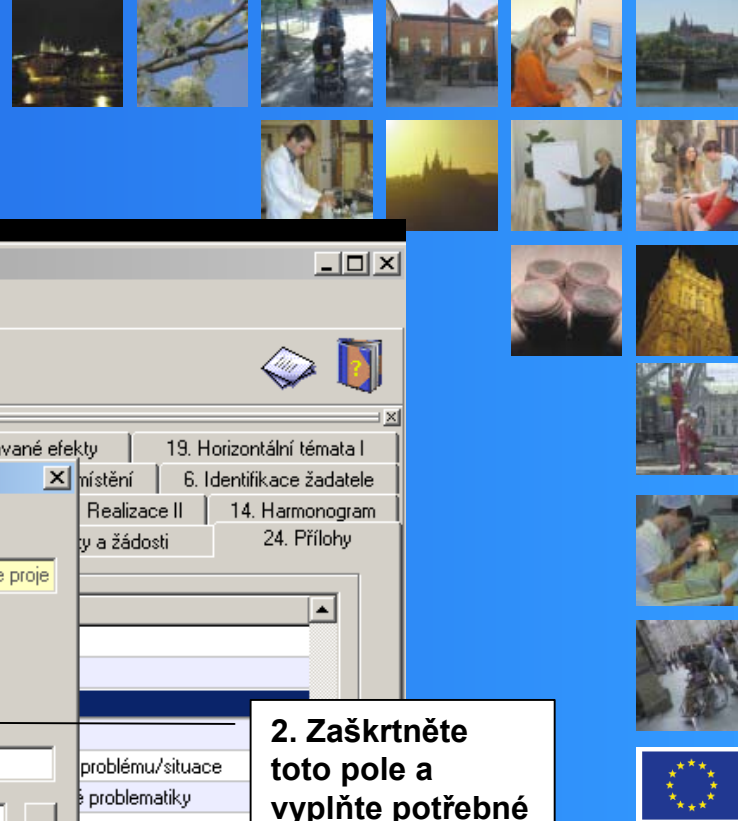 vané efekty
19. Horizontální témata I
místění
6. Identifikace žadatele
Realizace II
14. Harmonogram
y a žádosti
24. Přílohy
e proje
problému/situace
problematiky
2. Zaškrtněte
toto pole a
vyplňte potřebné